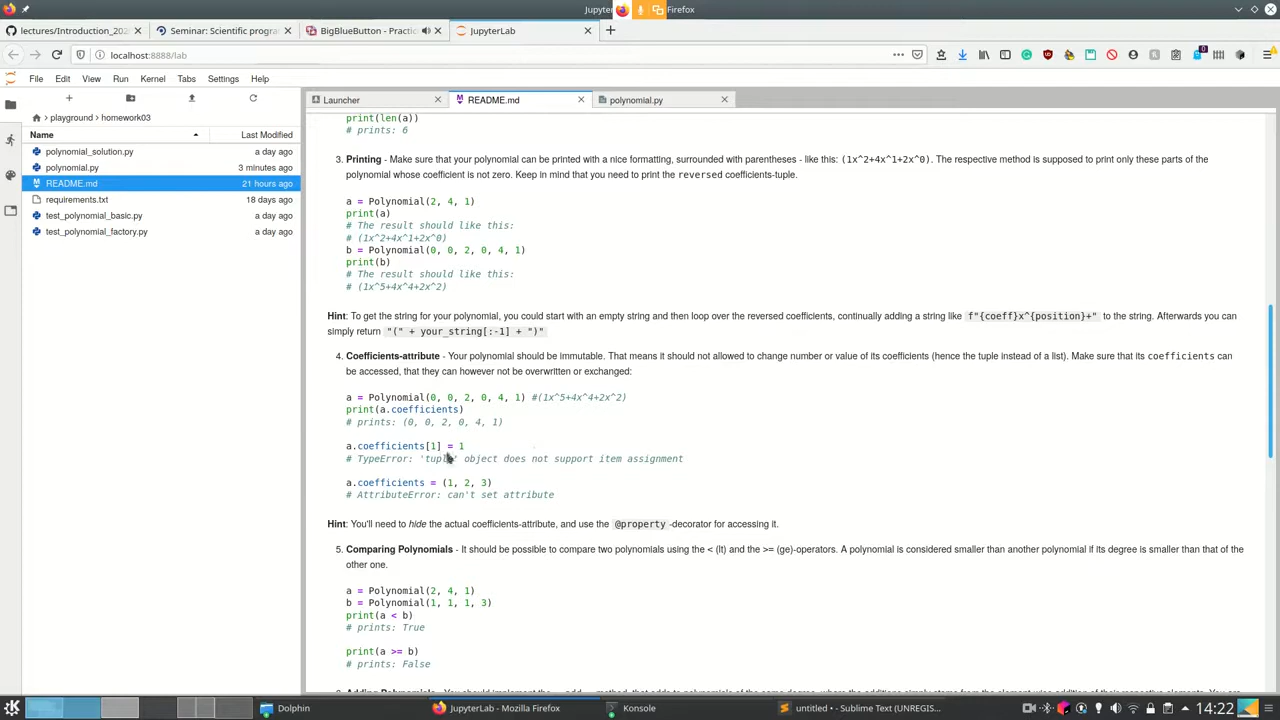 Jupyter
Firefox
lectures/Introduction_202
Seminar: Scientific progra
BigBlueButton - Practic
JupyterLab
localhost:8888/lab
0
File Edit View Run Kernel Tabs Settings Help
Launcher
README.md
polynomial.py
playground > homework03
Name Last Modified
polynomial_solution.py a day ago
polynomial.py 3 minutes ago
README.md 21 hours ago
requirements.txt 18 days ago
test_polynomial_basic.py a day ago
test_polynomial_factory.py a day ago
print(len(a))
# prints: 6
3. Printing - Make sure that your polynomial can be printed with a nice formatting, surrounded with parentheses - like this: (1x^2+4x^1+2x^0). The respective method is supposed to print only these parts of the
polynomial whose coefficient is not zero. Keep in mind that you need to print the reversed coefficients-tuple.
a = Polynomial(2, 4, 1)
print(a)
# The result should like this:
# (1x^2+4x^1+2x^0)
b = Polynomial(0, 0, 2, 0, 4, 1)
print(b)
# The result should like this:
# (1x^5+4x^4+2x^2)
Hint: To get the string for your polynomial, you could start with an empty string and then loop over the reversed coefficients, continually adding a string like f"{coeff}x^{position}+" to the string. Afterwards you can
simply return "(" + your_string[:-1] + ")"
4. Coefficients-attribute - Your polynomial should be immutable. That means it should not allowed to change number or value of its coefficients (hence the tuple instead of a list). Make sure that its coefficients can
be accessed, that they can however not be overwritten or exchanged:
a = Polynomial(0, 0, 2, 0, 4, 1) #(1x^5+4x^4+2x^2)
print(a.coefficients)
# prints: (0, 0, 2, 0, 4, 1)
a.coefficients[1] = 1
# TypeError: 'tuple' object does not support item assignment
a.coefficients = (1, 2, 3)
# AttributeError: can't set attribute
Hint: You'll need to hide the actual coefficients-attribute, and use the @property -decorator for accessing it.
5. Comparing Polynomials - It should be possible to compare two polynomials using the < (lt) and the >= (ge)-operators. A polynomial is considered smaller than another polynomial if its degree is smaller than that of the
other one.
a = Polynomial(2, 4, 1)
b = Polynomial(1, 1, 1, 3)
print(a < b)
# prints: True
print(a >= b)
# prints: False
Dolphin
JupyterLab - Mozilla Firefox
Konsole
untitled • - Sublime Text (UNREGIS...
14:22